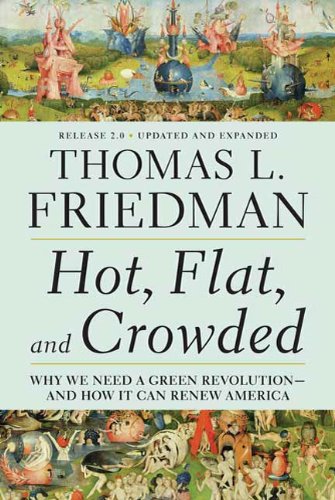 RELEASE 2.0 • UPDATED AND EXPANDED
THOMAS L.
FRIEDMAN
Hot, Flat,
and Crowded
WHY WE NEED A GREEN REVOLUTION—
AND HOW IT CAN RENEW AMERICA